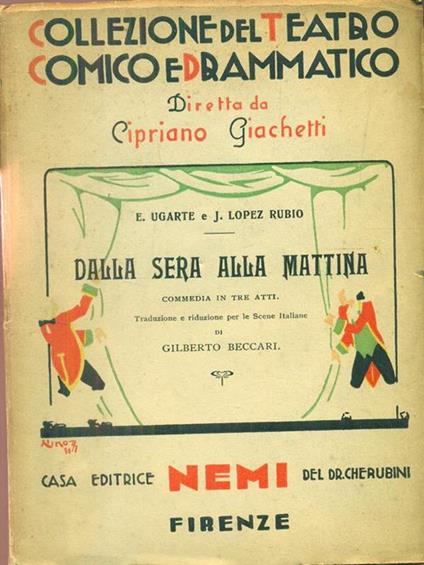 COLLEZIONE DEL TEATRO
COMICO E DRAMMATICO
Diretta da
Cipriano Giachetti
E. UGARTE e J. LOPEZ RUBIO
DALLA SERA ALLA MATTINA
COMMEDIA IN TRE ATTI.
Traduzione e riduzione per le Scene Italiane
DI
GILBERTO BECCARI.
CASA EDITRICE NEMI DEL DR. CHERUBINI
FIRENZE